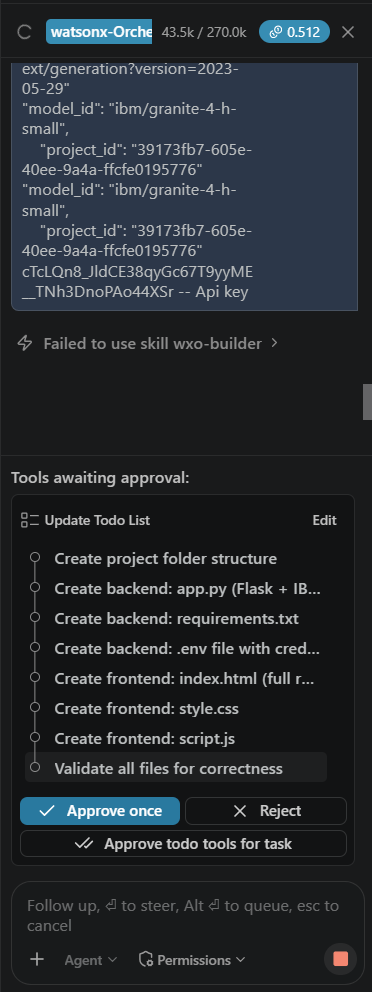 watsonx-Orche 43.5k / 270.0k 0.512
ext/generation?version=2023-
05-29"
"model_id": "ibm/granite-4-h-
small",
"project_id": "39173fb7-605e-
40ee-9a4a-ffcfe0195776"
"model_id": "ibm/granite-4-h-
small",
"project_id": "39173fb7-605e-
40ee-9a4a-ffcfe0195776"
cTcLQn8_JldCE38qyGc67T9yyME
__TNh3DnoPAo44XSr -- Api key
Failed to use skill wxo-builder
Tools awaiting approval:
Update Todo List Edit
Create project folder structure
Create backend: app.py (Flask + IB...
Create backend: requirements.txt
Create backend: .env file with cred...
Create frontend: index.html (full r...
Create frontend: style.css
Create frontend: script.js
Validate all files for correctness
Approve once Reject
Approve todo tools for task
Follow up, ⏎ to steer, Alt ⏎ to queue, esc to
cancel
Agent Permissions